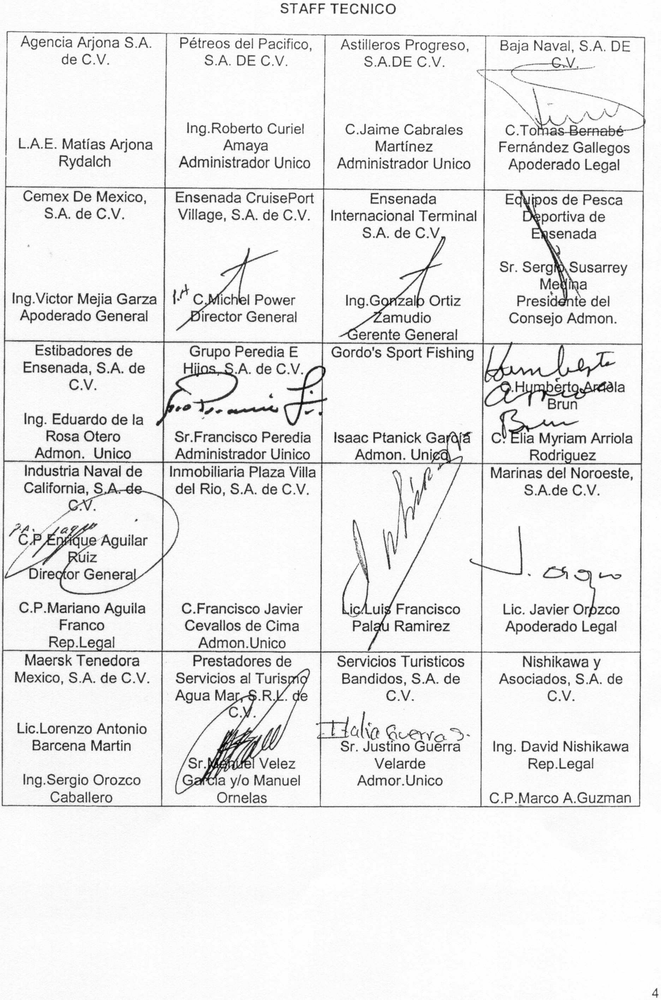 STAFF TECNICO
Agencia Arjona S.A.
de C.V.
L.A.E. Matías Arjona
Rydalch
Pétreos del Pacifico,
S.A. DE C.V.
Ing.Roberto Curiel
Amaya
Administrador Unico
Astilleros Progreso,
S.A.DE C.V.
C.Jaime Cabrales
Martínez
Administrador Unico
Baja Naval, S.A. DE
C.V.
C.Tomas Bernabé
Fernández Gallegos
Apoderado Legal
Cemex De Mexico,
S.A. de C.V.
Ing.Victor Mejia Garza
Apoderado General
Ensenada CruisePort
Village, S.A. de C.V.
C.Michel Power
Director General
Ensenada
Internacional Terminal
S.A. de C.V.
Ing.Gonzalo Ortiz
Zamudio
Gerente General
Equipos de Pesca
Deportiva de
Ensenada
Sr. Sergio Susarrey
Medina
Presidente del
Consejo Admon.
Estibadores de
Ensenada, S.A. de
C.V.
Ing. Eduardo de la
Rosa Otero
Admon. Unico
Grupo Peredia E
Hijos, S.A. de C.V.
Sr.Francisco Peredia
Administrador Uinico
Gordo's Sport Fishing
Isaac Ptanick García
Admon. Unico
Humberto
C.Humberto Arriola
Brun
Arriola
Brun
C. Elia Myriam Arriola
Rodriguez
Industria Naval de
California, S.A. de
C.V.
P.A.
C.P Enrique Aguilar
Ruiz
Director General
C.P.Mariano Aguila
Franco
Rep.Legal
Inmobiliaria Plaza Villa
del Rio, S.A. de C.V.
C.Francisco Javier
Cevallos de Cima
Admon.Unico
Lic.Luis Francisco
Palau Ramirez
Marinas del Noroeste,
S.A.de C.V.
J. Orozco
Lic. Javier Orozco
Apoderado Legal
Maersk Tenedora
Mexico, S.A. de C.V.
Lic.Lorenzo Antonio
Barcena Martin
Ing.Sergio Orozco
Caballero
Prestadores de
Servicios al Turismo
Agua Mar, S.R.L. de
C.V.
Sr.Manuel Velez
Garcia y/o Manuel
Ornelas
Servicios Turisticos
Bandidos, S.A. de
C.V.
Italia Guerra S.
Sr. Justino Guerra
Velarde
Admor.Unico
Nishikawa y
Asociados, S.A. de
C.V.
Ing. David Nishikawa
Rep.Legal
C.P.Marco A.Guzman
4